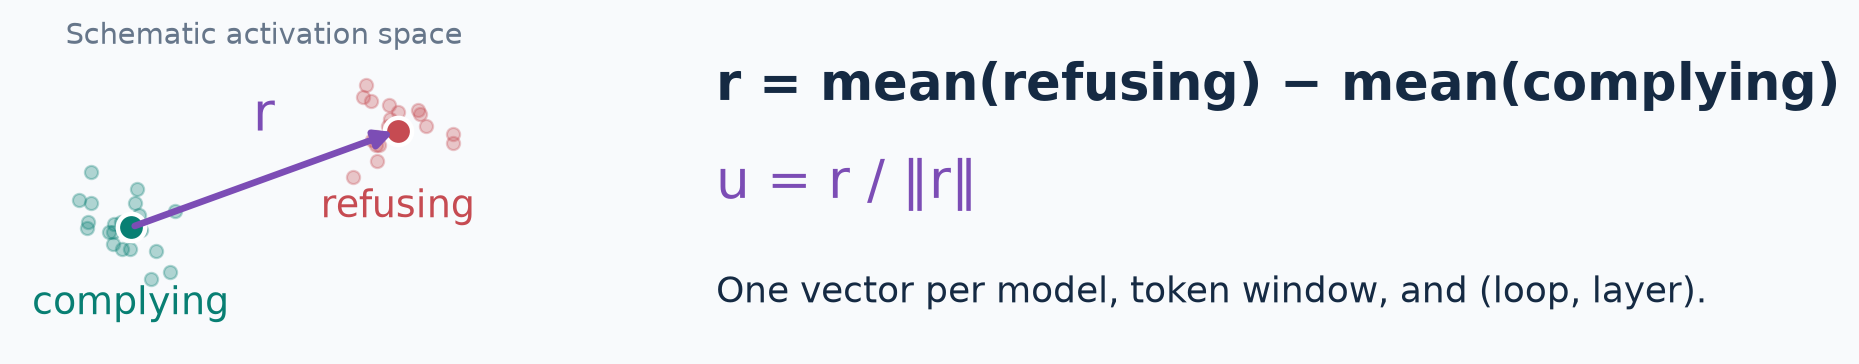 Schematic activation space
r
refusing
complying
r = mean(refusing) − mean(complying)
u = r / ‖r‖
One vector per model, token window, and (loop, layer).